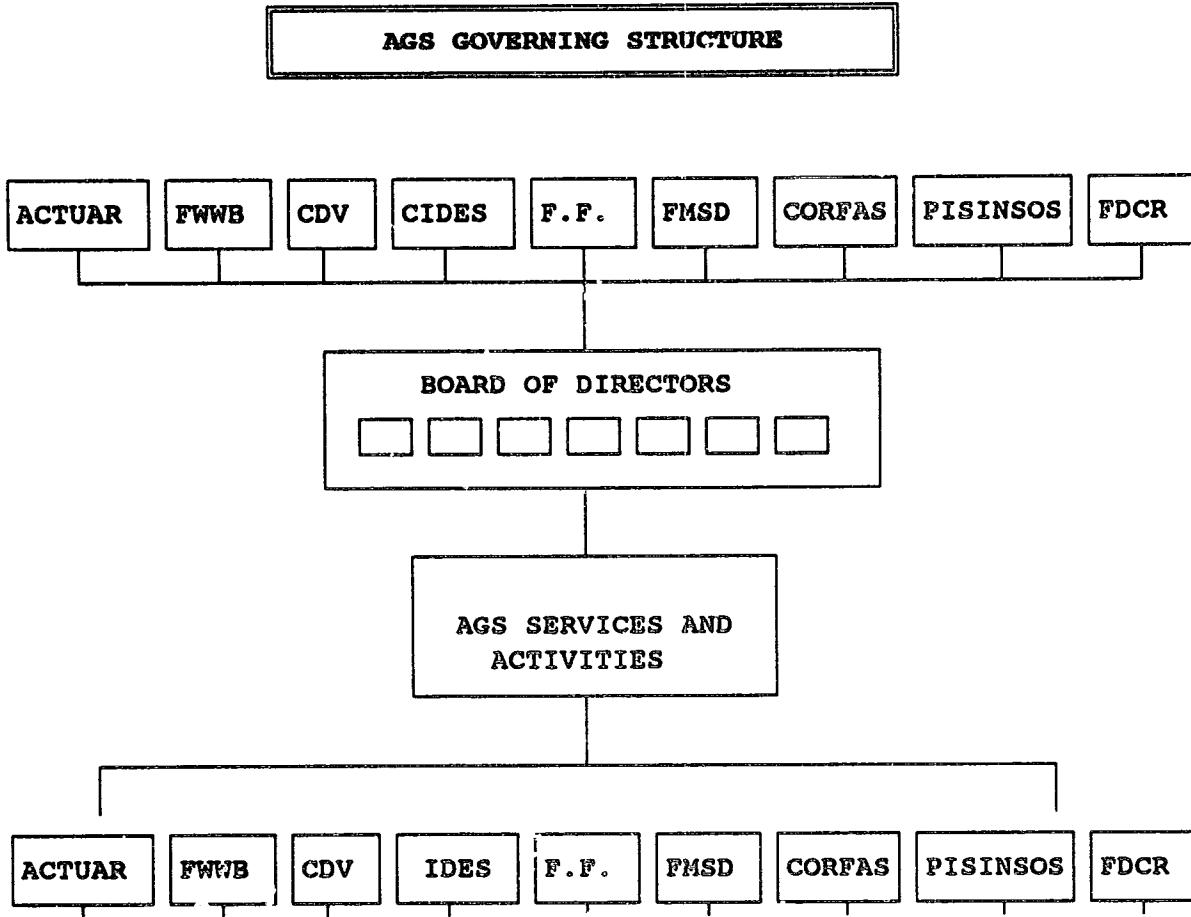 AGS GOVERNING STRUCTURE
ACTUAR FWWB CDV CIDES F.F. FMSD CORFAS PISINSOS FDCR
BOARD OF DIRECTORS
AGS SERVICES AND
ACTIVITIES
ACTUAR FWWB CDV IDES F.F. FMSD CORFAS PISINSOS FDCR